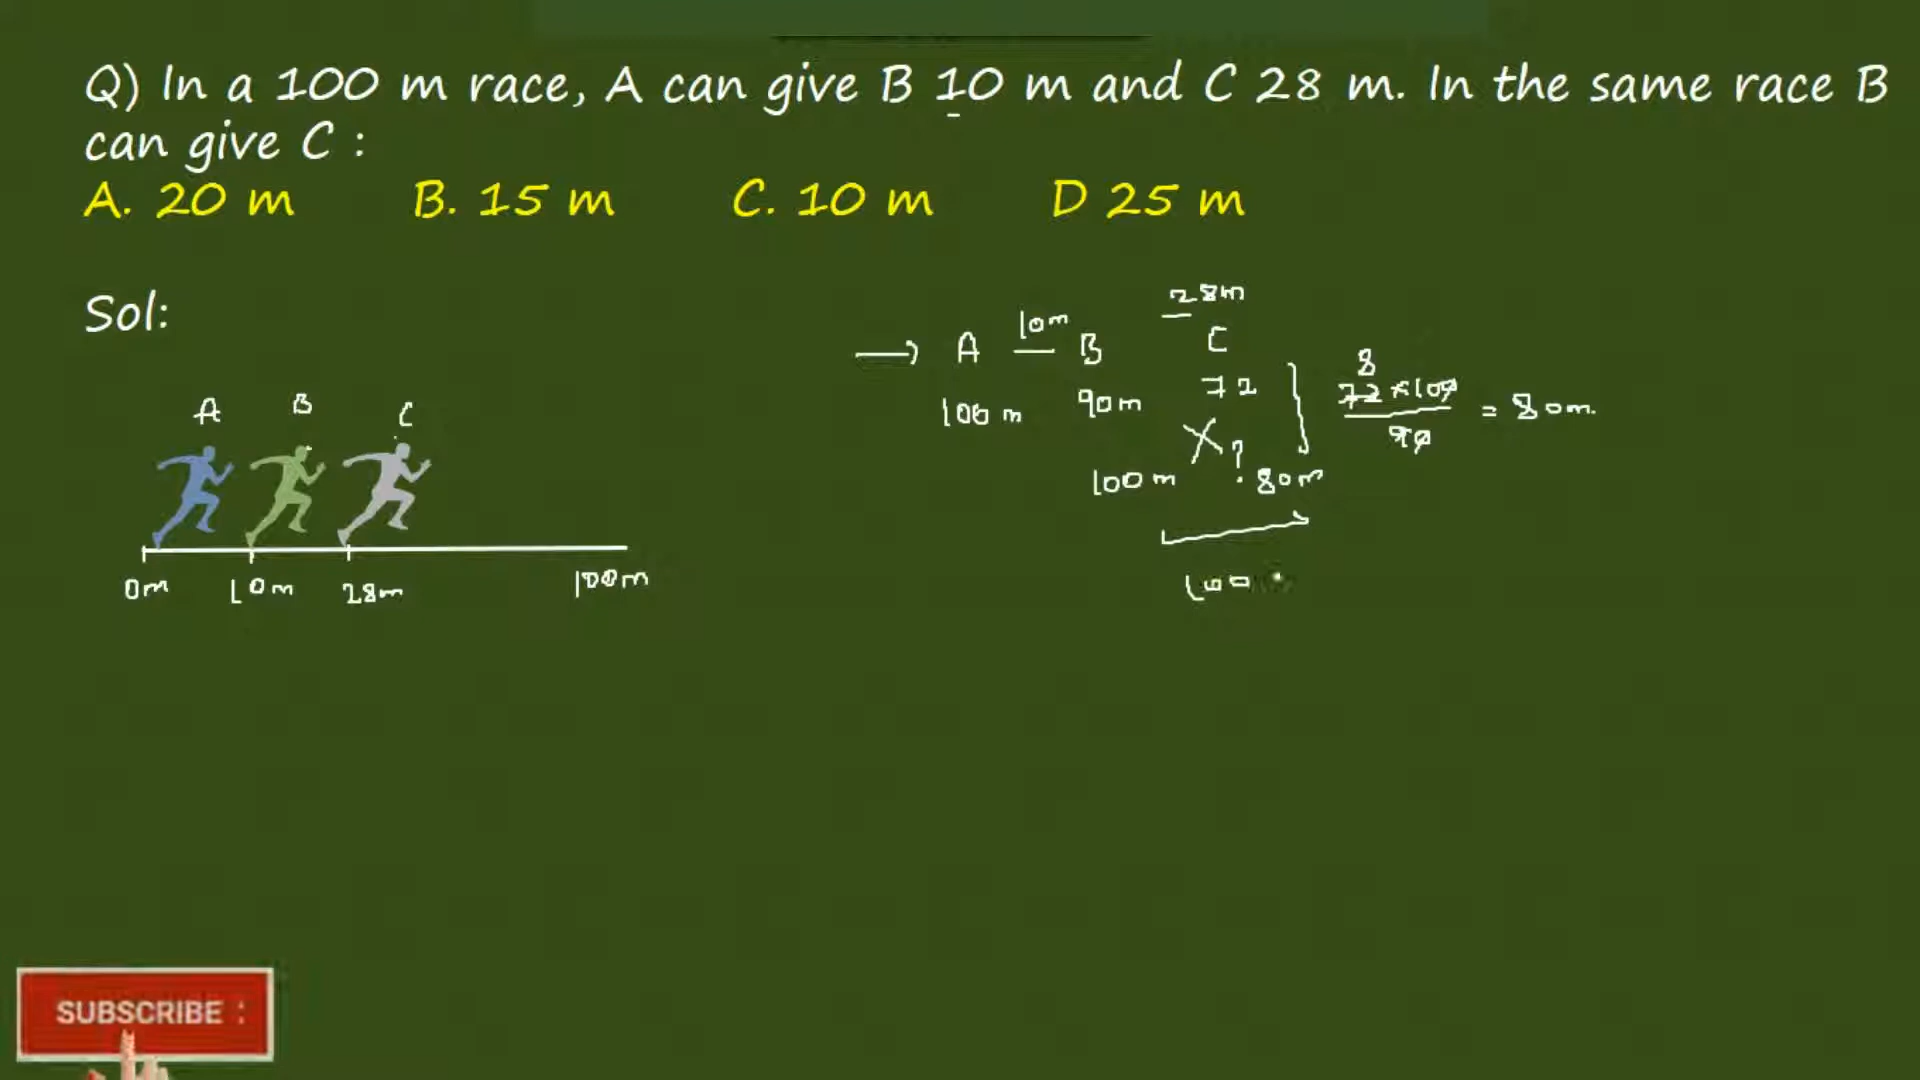 Q) In a 100 m race, A can give B 10 m and C 28 m. In the same race B
can give C :
A. 20 m B. 15 m C. 10 m D 25 m
Sol:
28m
A 10m B C
100 m 90m 72
8
72 × 100
90
= 80m.
100 m ? 80m
100
A B C
0m 10m 28m 100m
SUBSCRIBE :